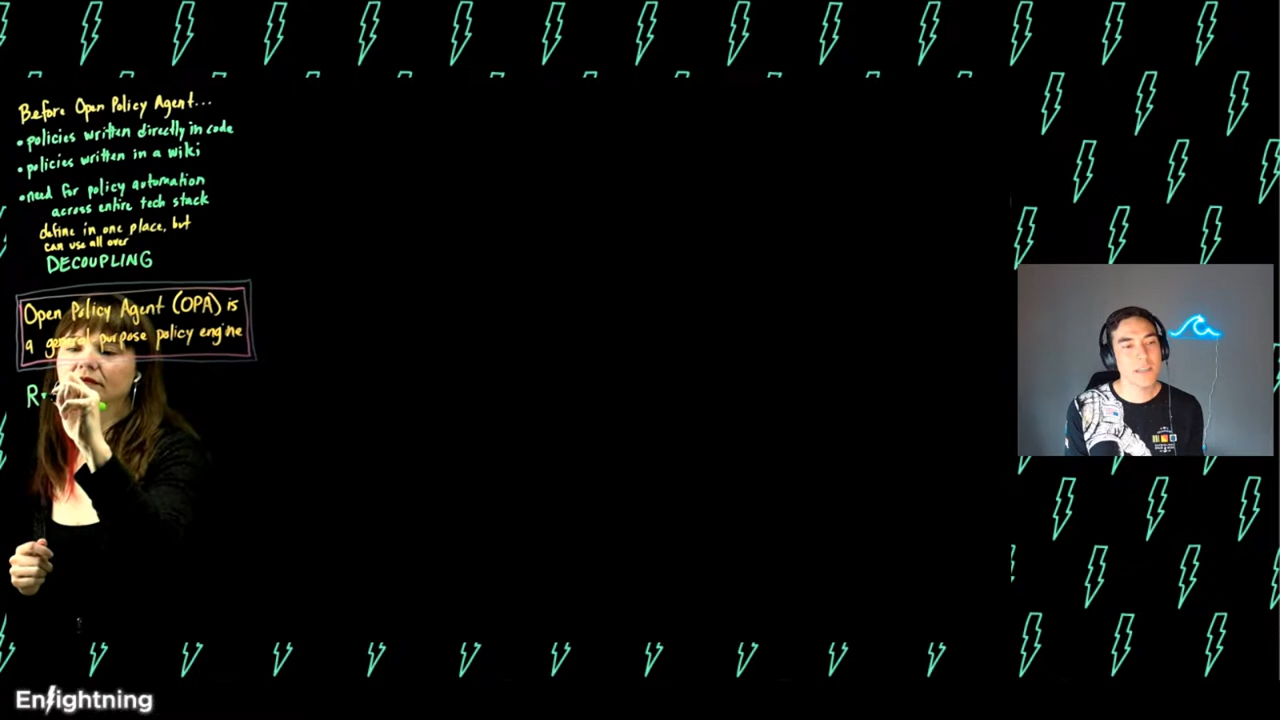 Before Open Policy Agent...
• policies written directly in code
• policies written in a wiki
• need for policy automation
across entire tech stack
define in one place, but
can use all over
DECOUPLING
Open Policy Agent (OPA) is
a general purpose policy engine
R
Enlightning